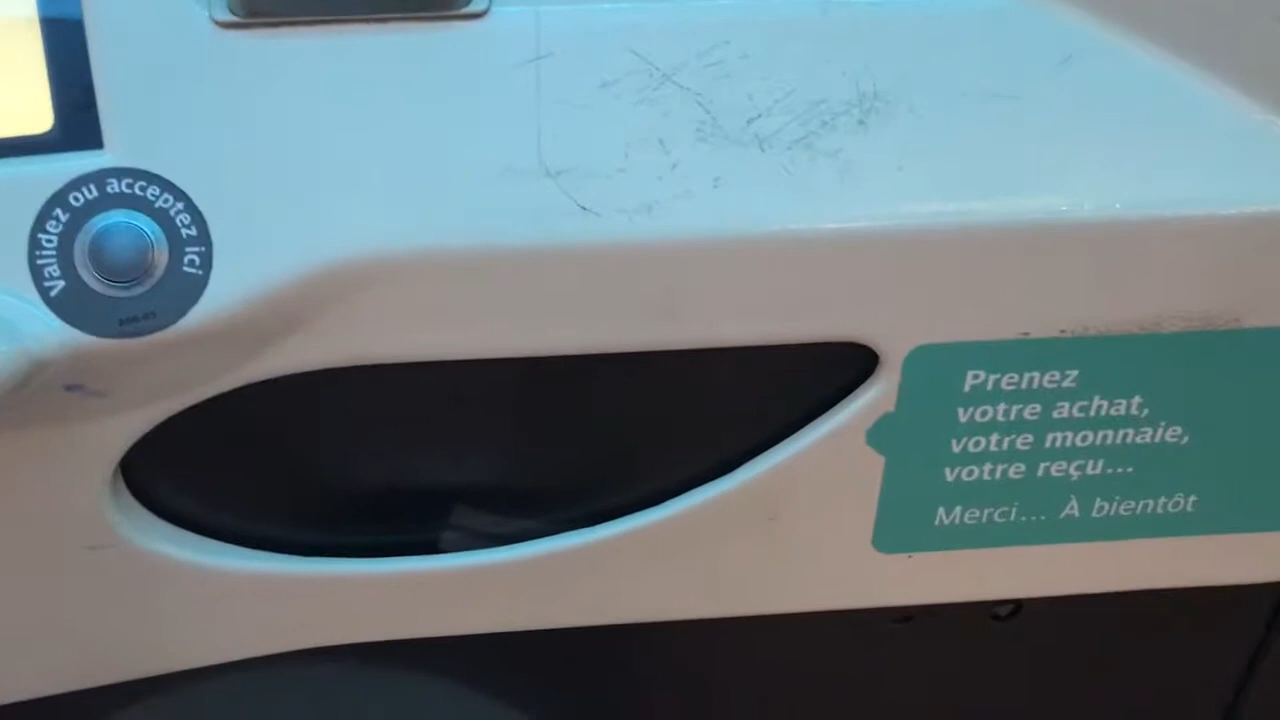 Validez ou acceptez ici
Prenez
votre achat,
votre monnaie,
votre reçu...
Merci... À bientôt